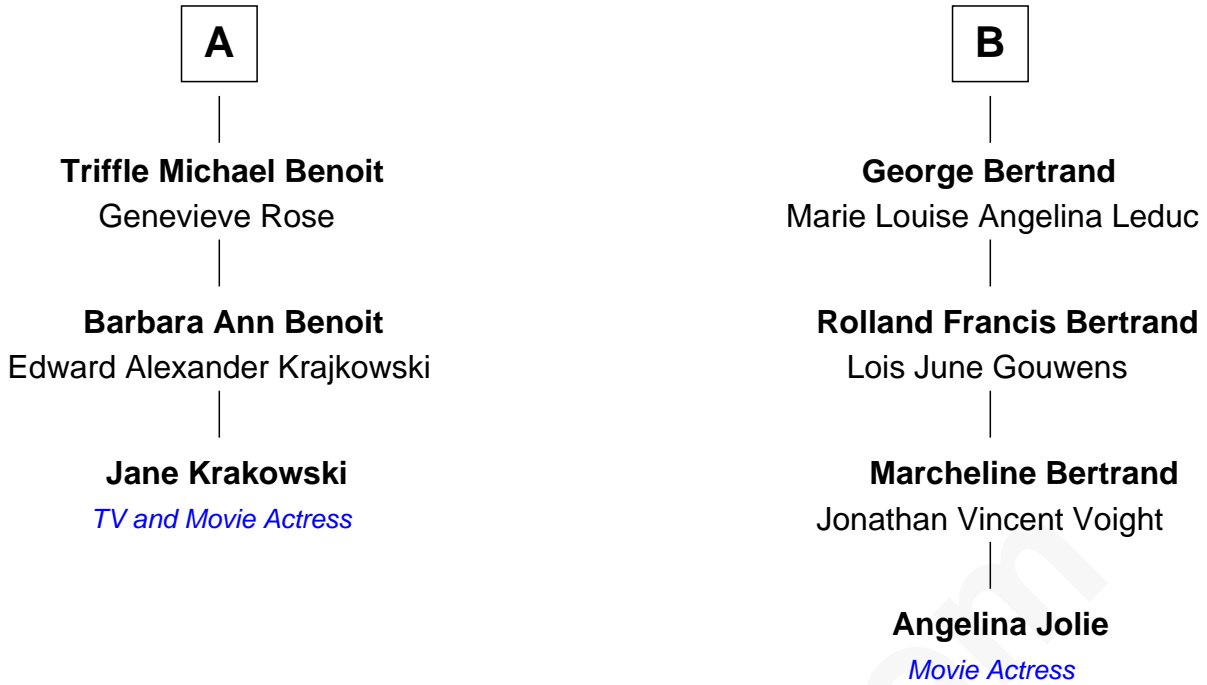 A
Triffle Michael Benoit
Genevieve Rose
Barbara Ann Benoit
Edward Alexander Krajkowski
Jane Krakowski
TV and Movie Actress
B
George Bertrand
Marie Louise Angelina Leduc
Rolland Francis Bertrand
Lois June Gouwens
Marcheline Bertrand
Jonathan Vincent Voight
Angelina Jolie
Movie Actress